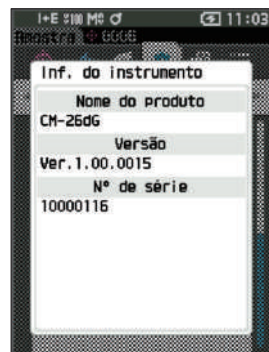 I+E M 11:03
Amostra 0006
Inf. do instrumento
Nome do produto
CM-26dG
Versão
Ver.1.00.0015
Nº de série
10000116